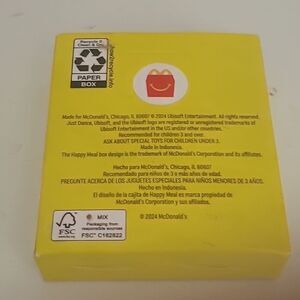 Recycle if
Clean & Dry
how2recycle.info
PAPER
BOX
Made for McDonald's, Chicago, IL 60607 © 2024 Ubisoft Entertainment. All rights reserved.
Just Dance, Ubisoft, and the Ubisoft logo are registered or unregistered trademarks of
Ubisoft Entertainment in the US and/or other countries.
Recommended for children 3 and over.
ASK ABOUT SPECIAL TOYS FOR CHILDREN UNDER 3.
Made in Indonesia.
The Happy Meal box design is the trademark of McDonald's Corporation and its affiliates.
Hecho para McDonald's, Chicago, IL 60607
Recomendado para niños de 3 o más años de edad.
PREGUNTE ACERCA DE LOS JUGUETES ESPECIALES PARA NIÑOS MENORES DE 3 AÑOS.
Hecho en Indonesia.
El diseño de la cajita de Happy Meal es marca propiedad de
McDonald's Corporation y sus afiliados.
© 2024 McDonald's
FSC
MIX
Packaging from
responsible sources
FSC® C162822